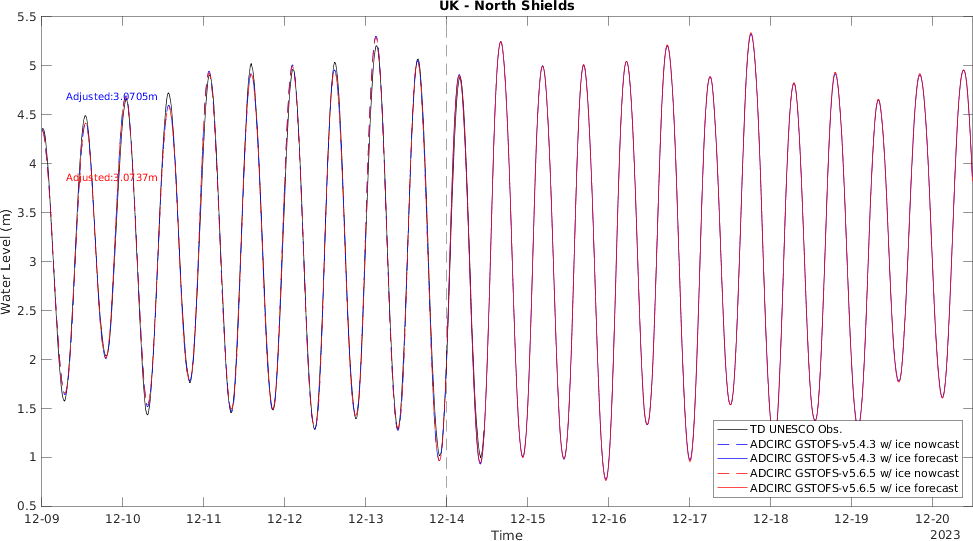 UK - North Shields
5.5
5
4.5
4
3.5
3
2.5
2
1.5
1
0.5
Water Level (m)
Adjusted:3.0705m
Adjusted:3.0737m
TD UNESCO Obs.
ADCIRC GSTOFS-v5.4.3 w/ ice nowcast
ADCIRC GSTOFS-v5.4.3 w/ ice forecast
ADCIRC GSTOFS-v5.6.5 w/ ice nowcast
ADCIRC GSTOFS-v5.6.5 w/ ice forecast
12-09 12-10 12-11 12-12 12-13 12-14 12-15 12-16 12-17 12-18 12-19 12-20
Time
2023